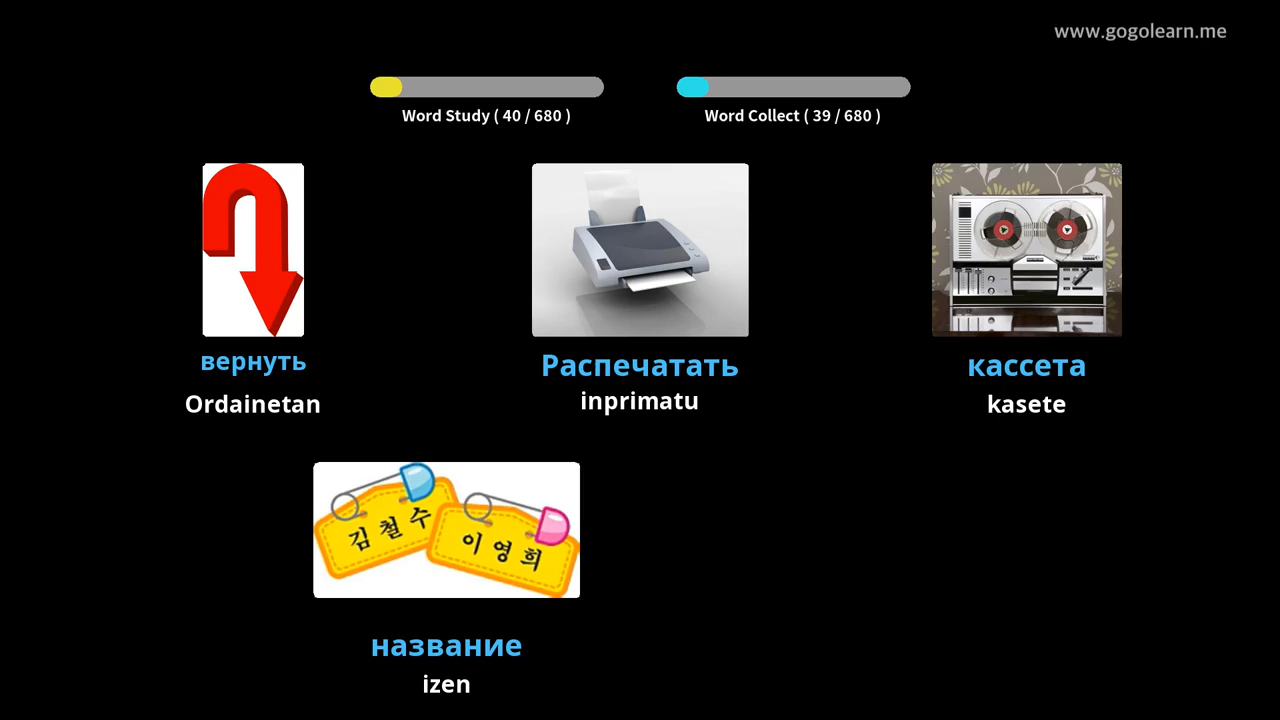 www.gogolearn.me
Word Study ( 40 / 680 )
Word Collect ( 39 / 680 )
вернуть
Ordainetan
Распечатать
inprimatu
кассета
kasete
김철수
이영희
название
izen